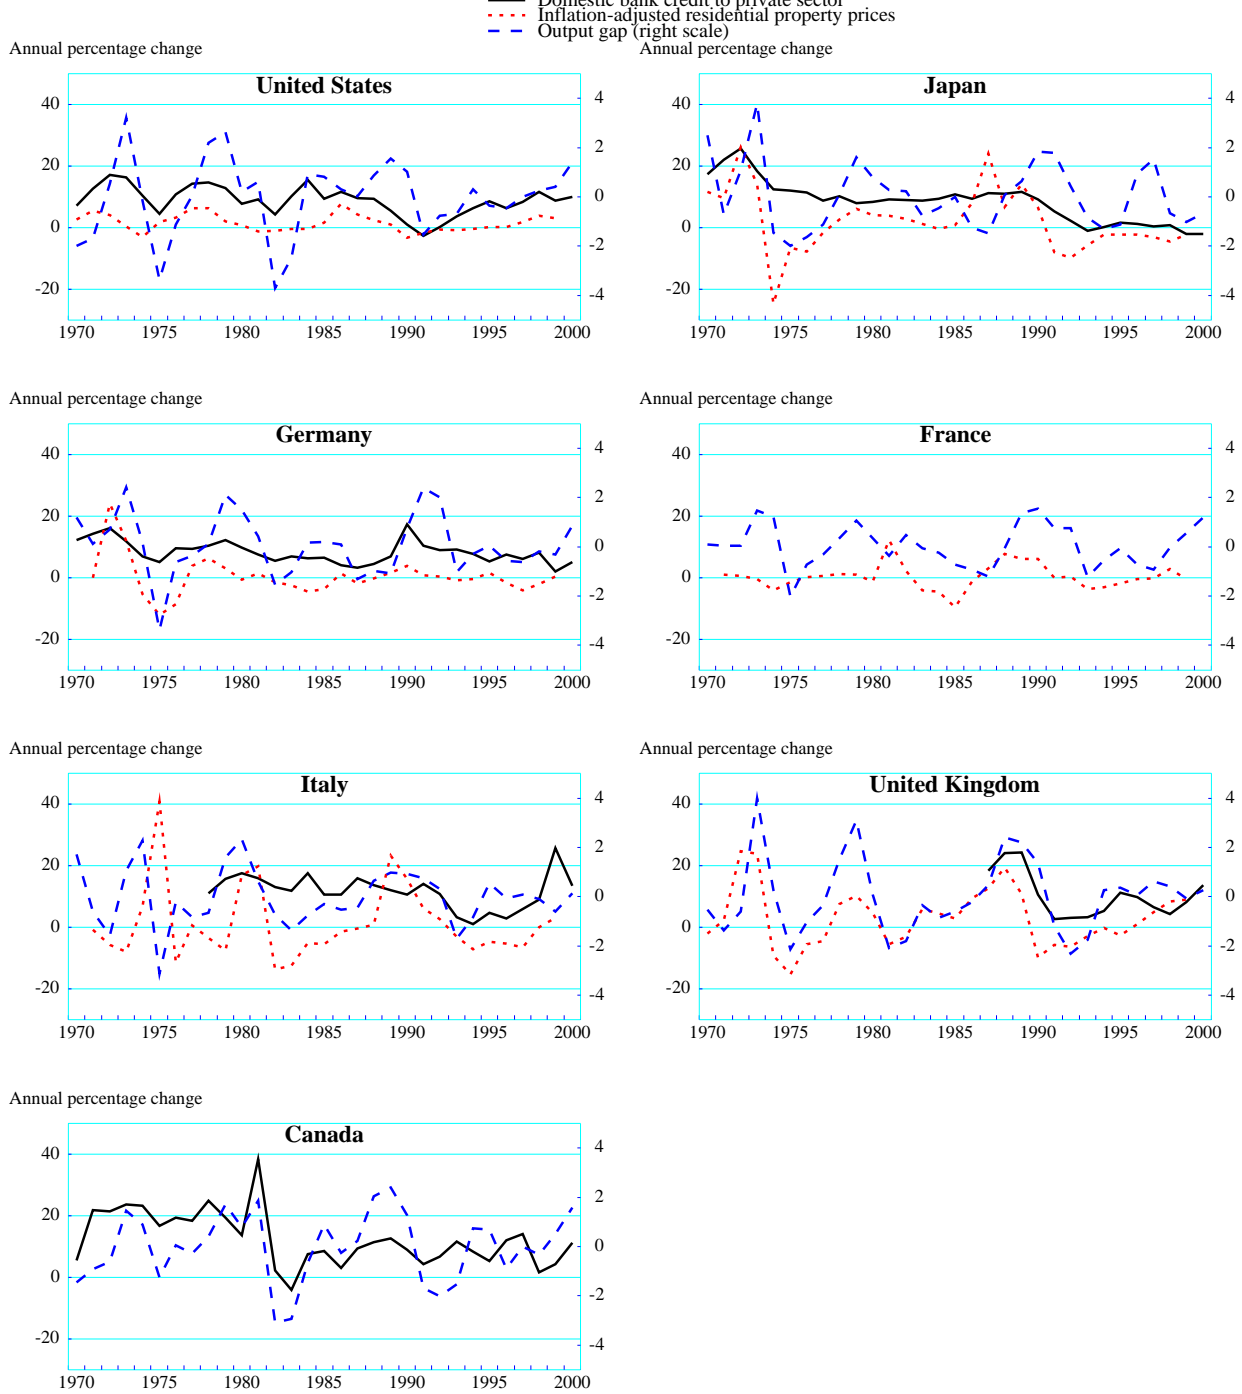 Domestic bank credit to private sector
Inflation-adjusted residential property prices
Output gap (right scale)
Annual percentage change
United States
40
20
0
-20
4
2
0
-2
-4
1970 1975 1980 1985 1990 1995 2000
Annual percentage change
Japan
40
20
0
-20
4
2
0
-2
-4
1970 1975 1980 1985 1990 1995 2000
Annual percentage change
Germany
40
20
0
-20
4
2
0
-2
-4
1970 1975 1980 1985 1990 1995 2000
Annual percentage change
France
40
20
0
-20
4
2
0
-2
-4
1970 1975 1980 1985 1990 1995 2000
Annual percentage change
Italy
40
20
0
-20
4
2
0
-2
-4
1970 1975 1980 1985 1990 1995 2000
Annual percentage change
United Kingdom
40
20
0
-20
4
2
0
-2
-4
1970 1975 1980 1985 1990 1995 2000
Annual percentage change
Canada
40
20
0
-20
4
2
0
-2
-4
1970 1975 1980 1985 1990 1995 2000